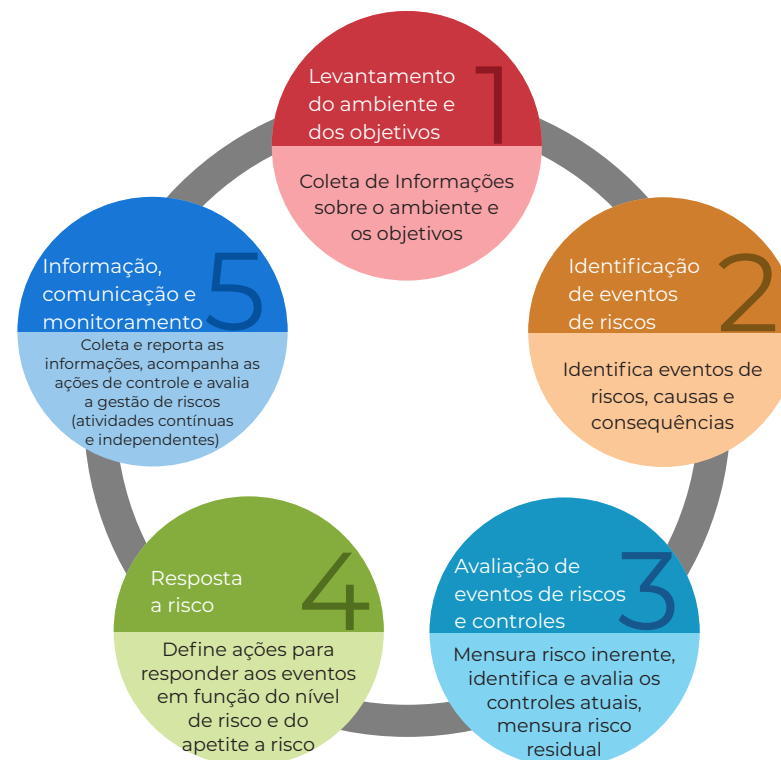 1
Levantamento
do ambiente e
dos objetivos
Coleta de Informações
sobre o ambiente e
os objetivos
2
Identificação
de eventos
de riscos
Identifica eventos de
riscos, causas e
consequências
3
Avaliação de
eventos de riscos
e controles
Mensura risco inerente,
identifica e avalia os
controles atuais,
mensura risco
residual
4
Resposta
a risco
Define ações para
responder aos eventos
em função do nível
de risco e do
apetite a risco
5
Informação,
comunicação e
monitoramento
Coleta e reporta as
informações, acompanha as
ações de controle e avalia
a gestão de riscos
(atividades contínuas
e independentes)